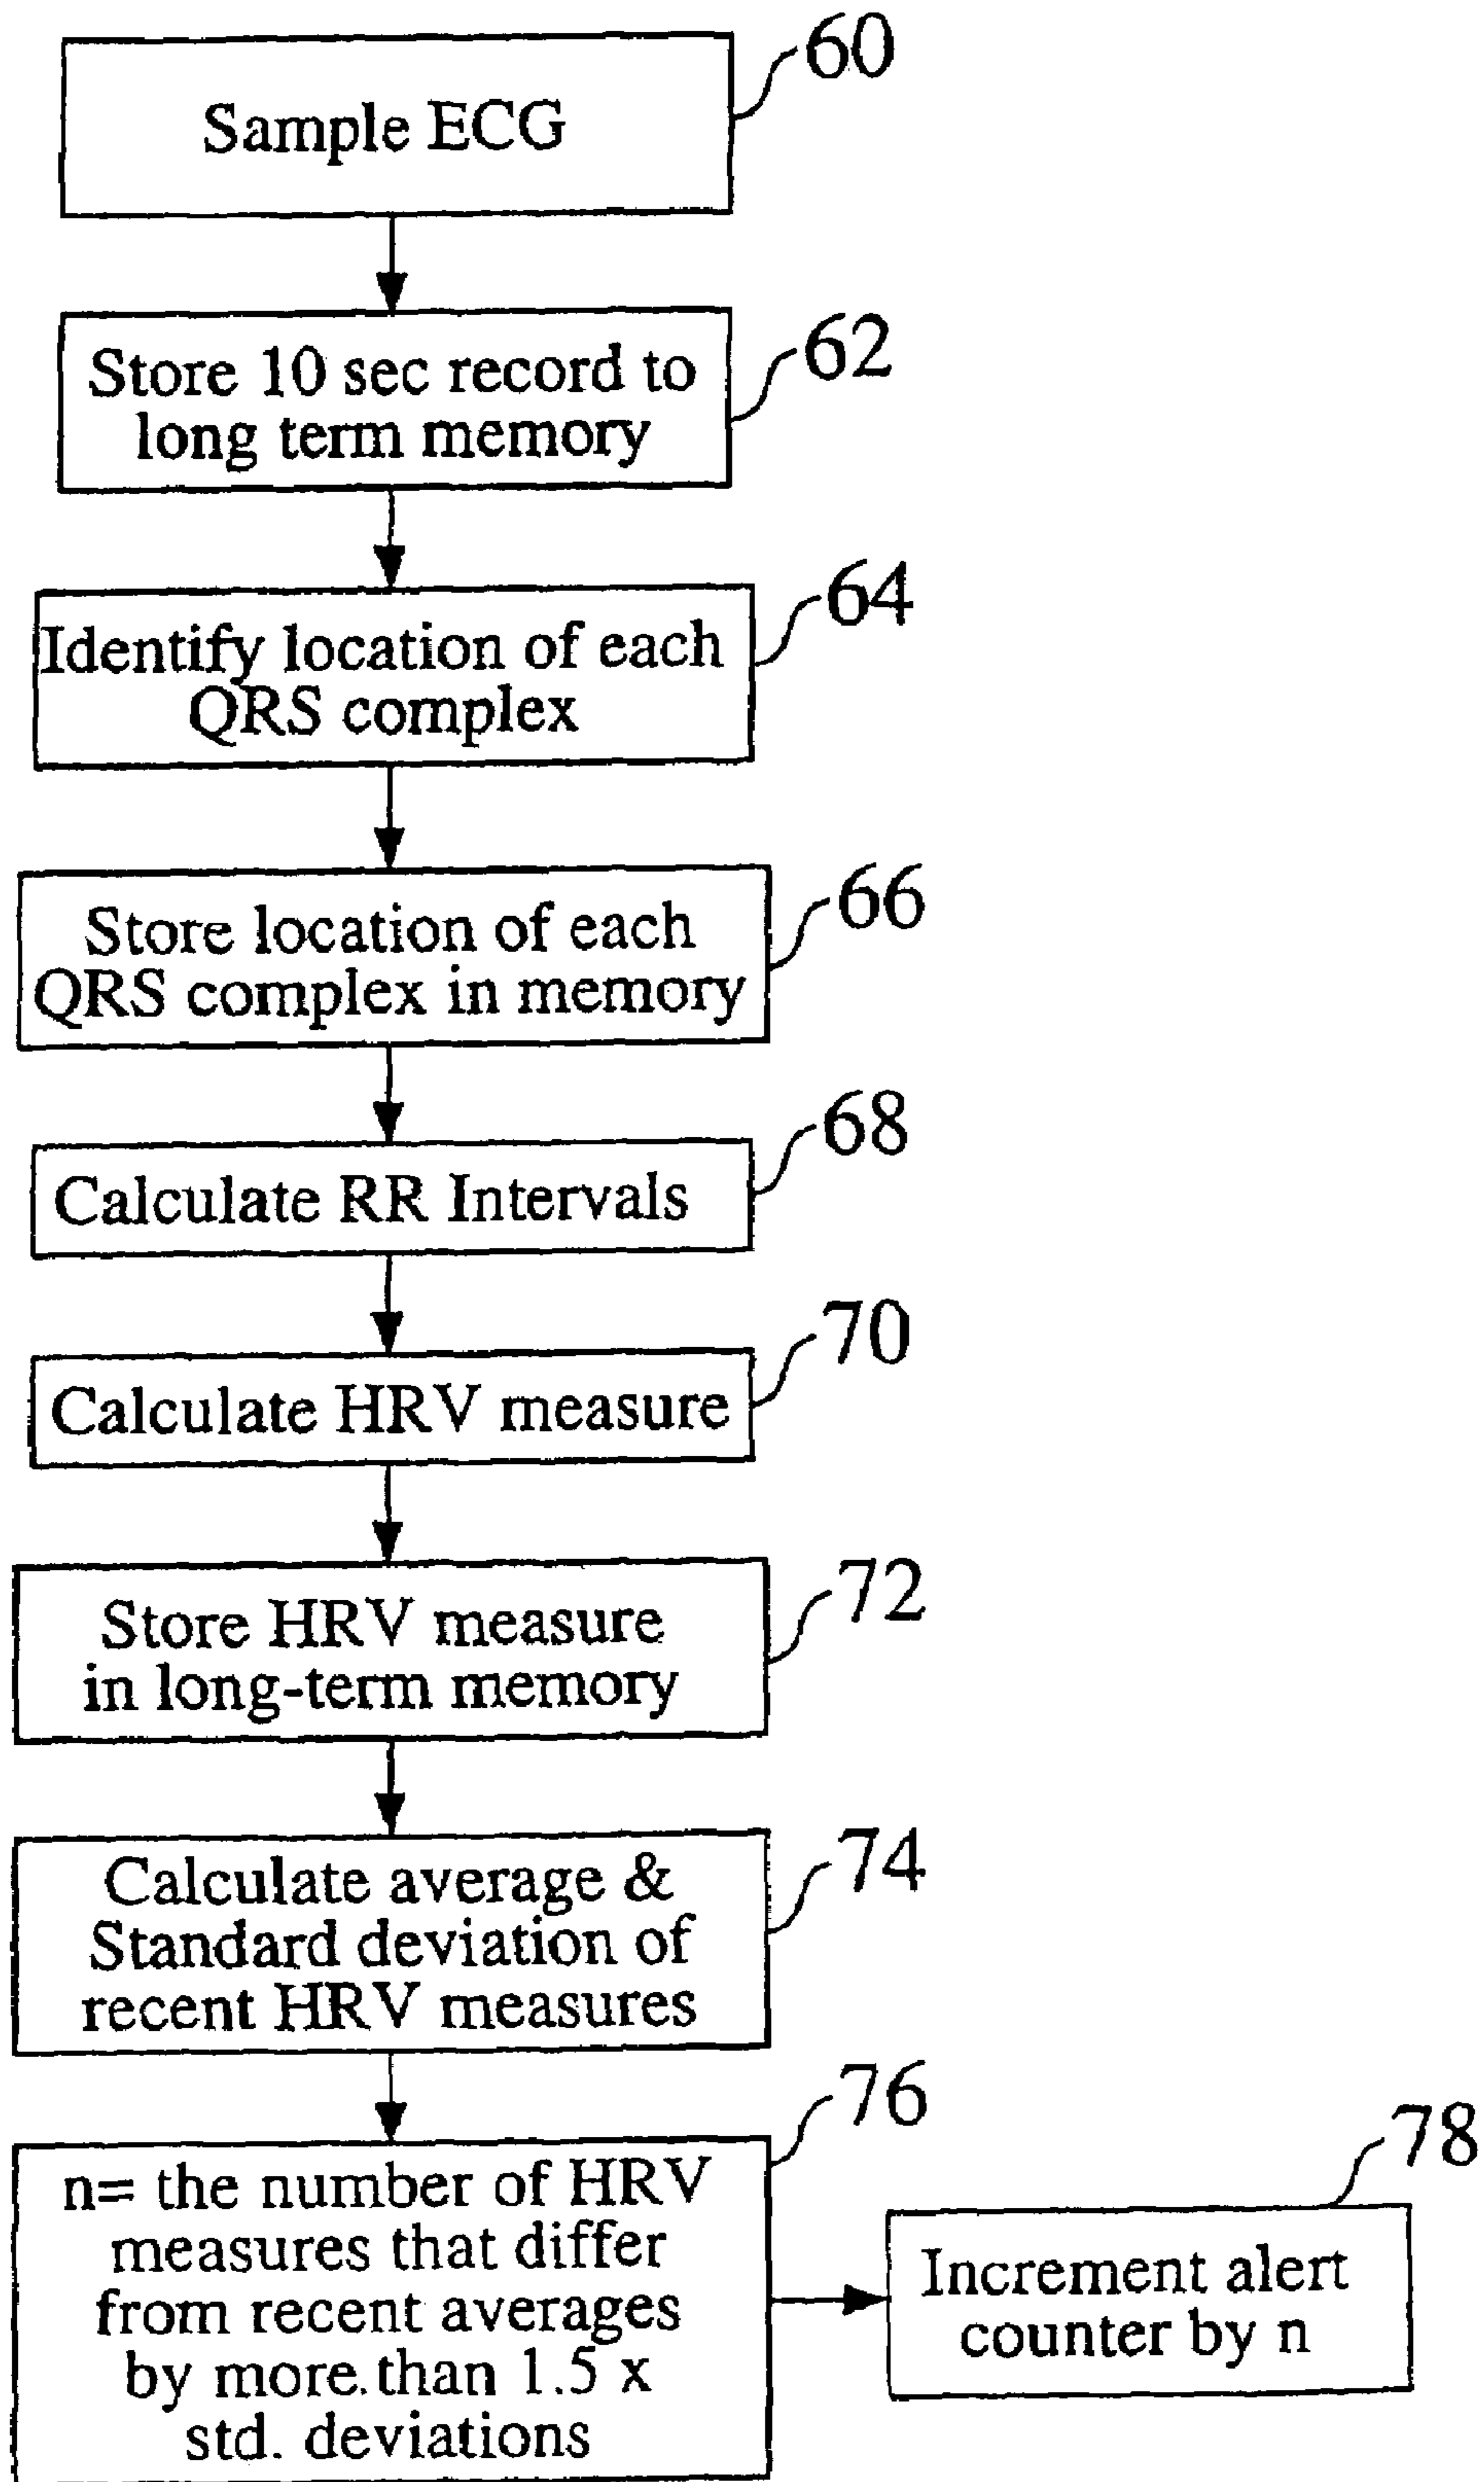 60
Sample ECG
62
Store 10 sec record to
long term memory
64
Identify location of each
QRS complex
66
Store location of each
QRS complex in memory
68
Calculate RR Intervals
70
Calculate HRV measure
72
Store HRV measure
in long-term memory
74
Calculate average &
Standard deviation of
recent HRV measures
76
n= the number of HRV
measures that differ
from recent averages
by more than 1.5 x
std. deviations
78
Increment alert
counter by n